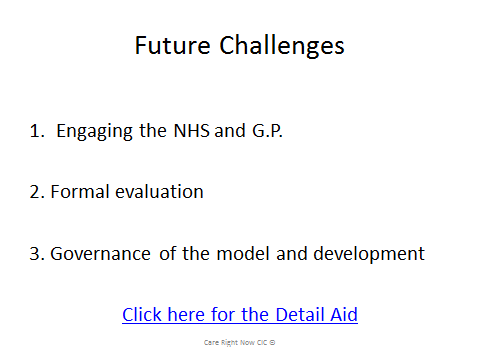 Future Challenges
1. Engaging the NHS and G.P.
2. Formal evaluation
3. Governance of the model and development
Click here for the Detail Aid
Care Right Now CIC ©